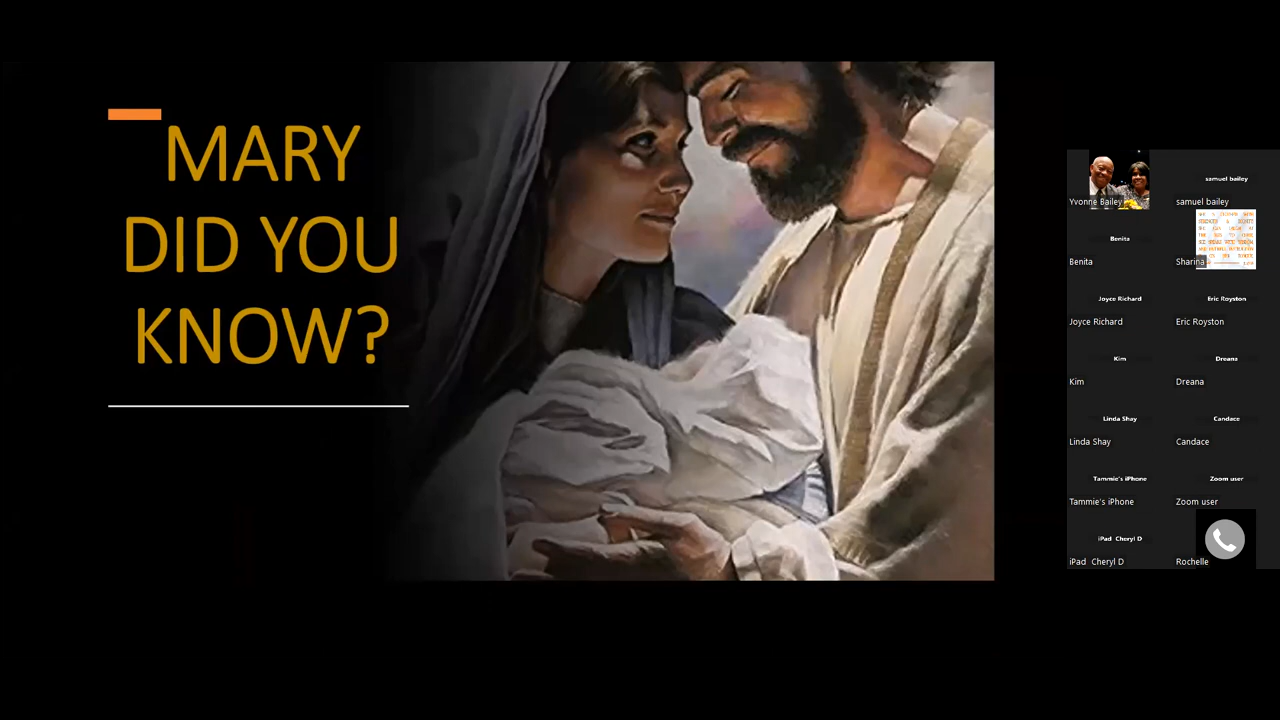 MARY
DID YOU
KNOW?
Yvonne Bailey
samuel bailey
samuel bailey
Benita
Benita
Sharina
Joyce Richard
Joyce Richard
Eric Royston
Eric Royston
Kim
Kim
Dreana
Dreana
Linda Shay
Linda Shay
Candace
Candace
Tammie's iPhone
Tammie's iPhone
Zoom user
Zoom user
iPad Cheryl D
iPad Cheryl D
Rochelle